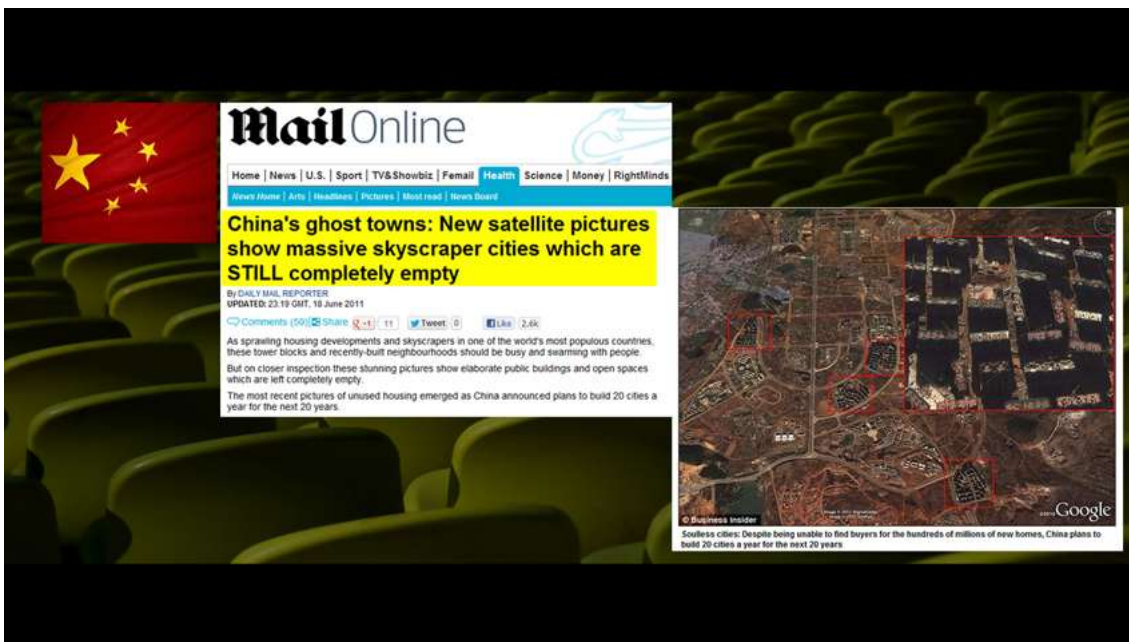 Mail Online
Home | News | U.S. | Sport | TV&Showbiz | Femail | Health | Science | Money | RightMinds
News Home | Arts | Headlines | Pictures | Most read | News Board
China's ghost towns: New satellite pictures
show massive skyscraper cities which are
STILL completely empty
By DAILY MAIL REPORTER
UPDATED: 23:19 GMT, 18 June 2011
Comments (50) Share +1 11 Tweet 0 Like 2.6k
As sprawling housing developments and skyscrapers in one of the world's most populous countries,
these tower blocks and recently-built neighbourhoods should be busy and swarming with people.
But on closer inspection these stunning pictures show elaborate public buildings and open spaces
which are left completely empty.
The most recent pictures of unused housing emerged as China announced plans to build 20 cities a
year for the next 20 years.
© Business Insider
Google
Soulless cities: Despite being unable to find buyers for the hundreds of millions of new homes, China plans to
build 20 cities a year for the next 20 years